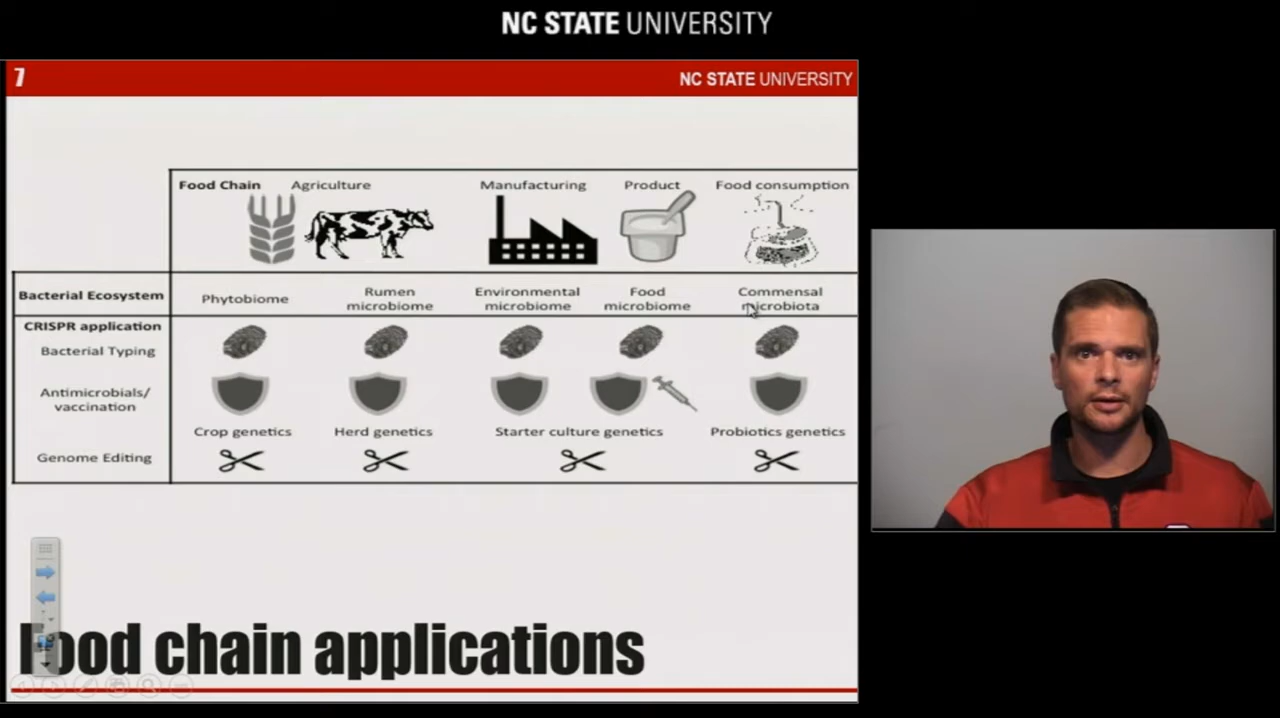 NC STATE UNIVERSITY
7
NC STATE UNIVERSITY
Food Chain Agriculture Manufacturing Product Food consumption
Bacterial Ecosystem
Phytobiome
Rumen
microbiome
Environmental
microbiome
Food
microbiome
Commensal
microbiota
CRISPR application
Bacterial Typing
Antimicrobials/
vaccination
Crop genetics Herd genetics Starter culture genetics Probiotics genetics
Genome Editing
Food chain applications